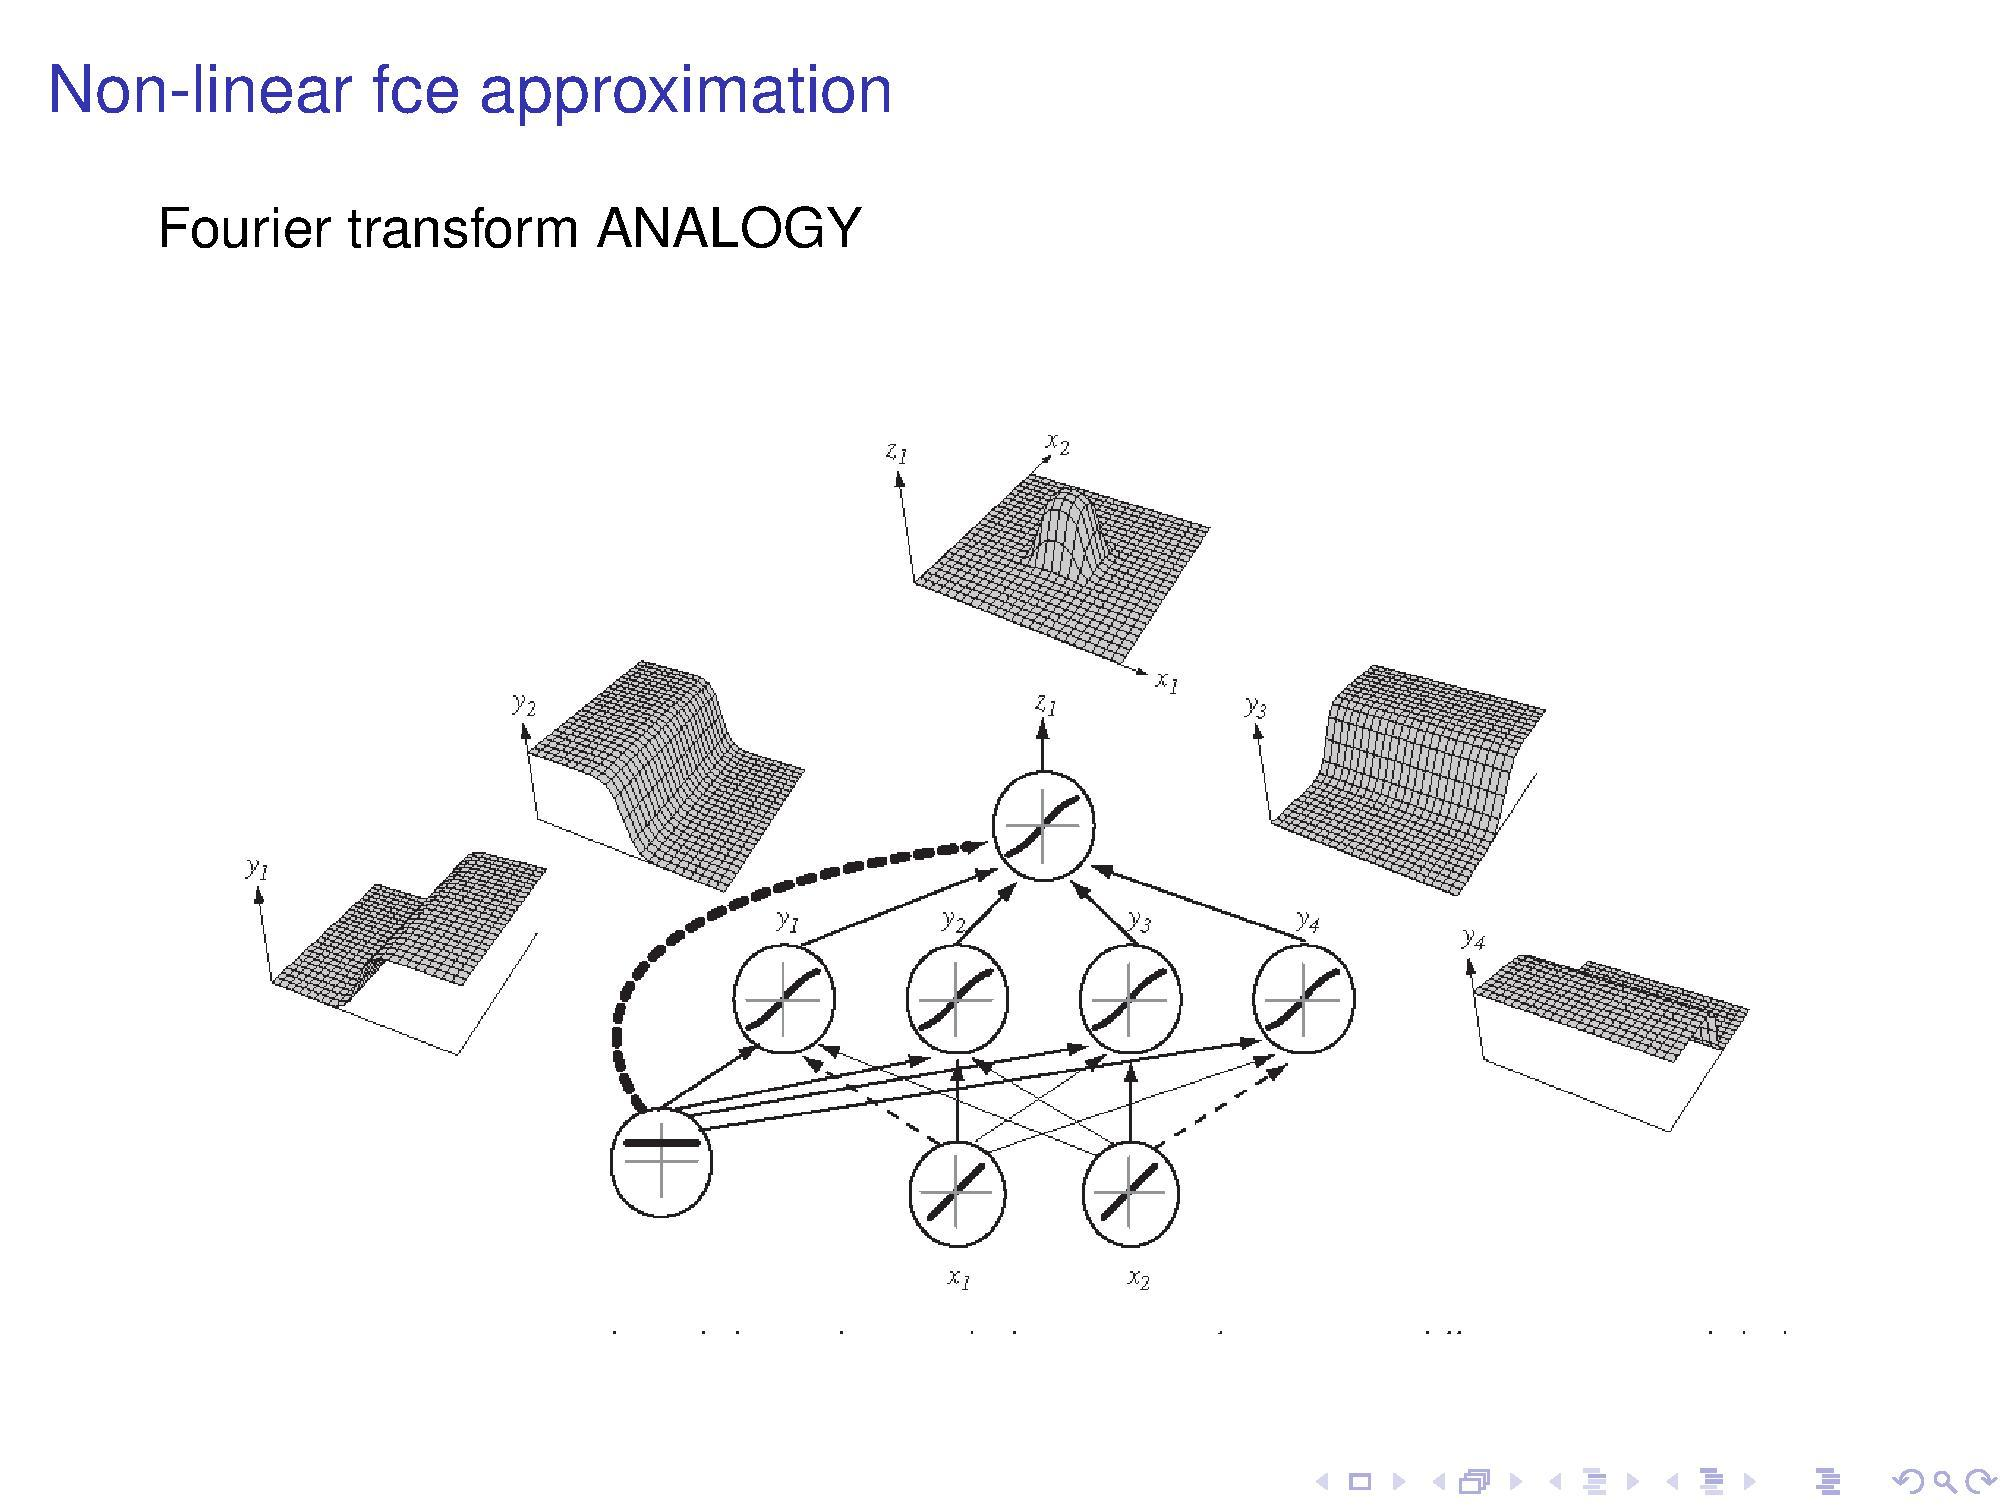 Non-linear fce approximation
Fourier transform ANALOGY
z1
x2
x1
y2
z1
y3
y1
y1
y2
y3
y4
y4
x1
x2